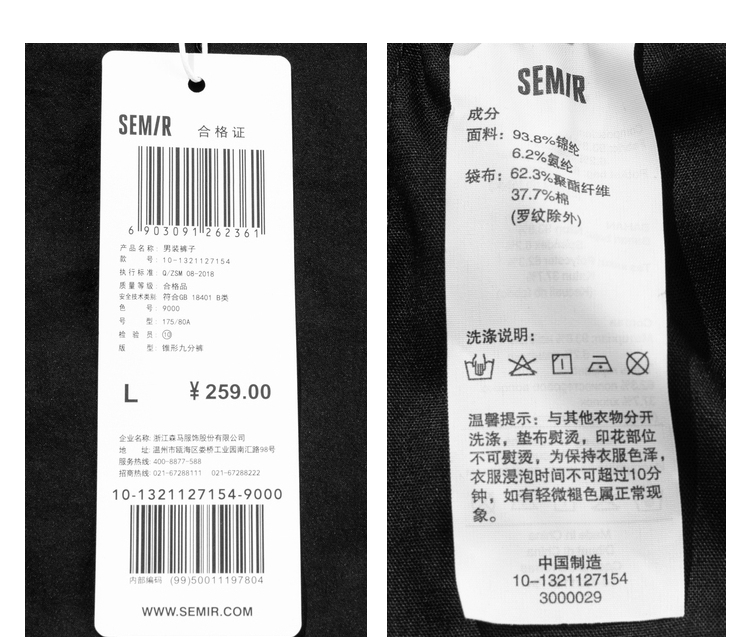 SEMIR 合格证
6 903091 262361
产品名称: 男装裤子
款 号: 10-1321127154
执行标准: Q/ZSM 08-2018
质量等级: 合格品
安全技术类别: 符合GB 18401 B类
色 号: 9000
号 型: 175/80A
检 验 员: 10
版 型: 锥形九分裤
L ¥259.00
企业名称: 浙江森马服饰股份有限公司
地 址: 温州市瓯海区娄桥工业园南汇路98号
服务热线: 400-8877-588
招商热线: 021-67288111 021-67288222
10-1321127154-9000
内部编码 (99)50011197804
WWW.SEMIR.COM
SEMIR
成分
面料: 93.8%锦纶
6.2%氨纶
袋布: 62.3%聚酯纤维
37.7%棉
(罗纹除外)
洗涤说明:
温馨提示: 与其他衣物分开
洗涤, 垫布熨烫, 印花部位
不可熨烫, 为保持衣服色泽,
衣服浸泡时间不可超过10分
钟, 如有轻微褪色属正常现
象。
中国制造
10-1321127154
3000029